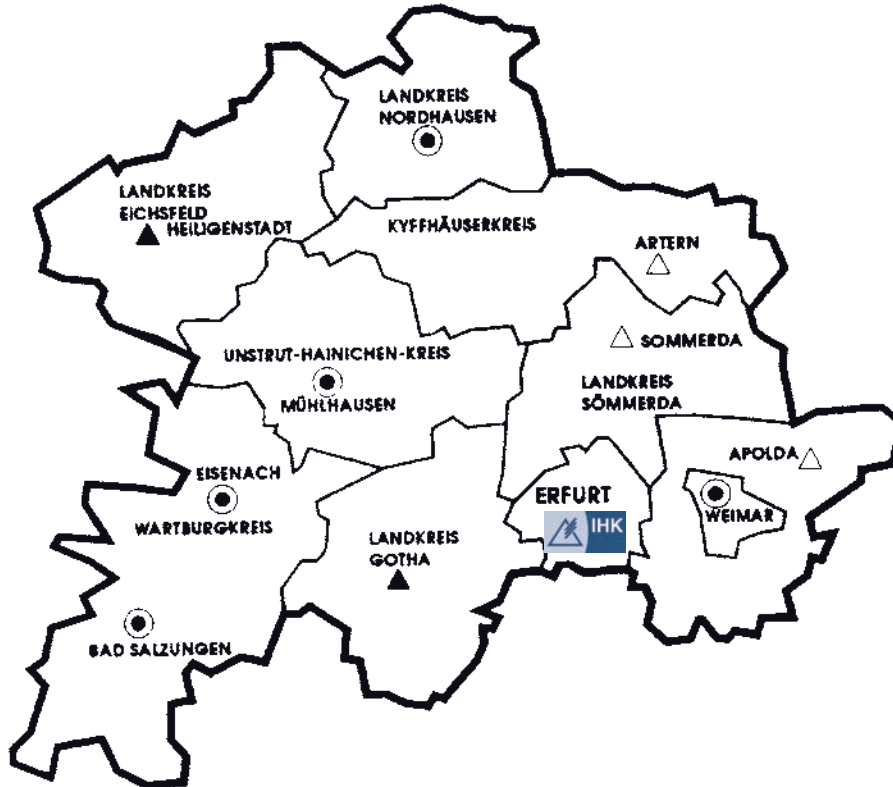 LANDKREIS
NORDHAUSEN
LANDKREIS
EICHSFELD
HEILIGENSTADT
KYFFHÄUSERKREIS
ARTERN
UNSTRUT-HAINICHEN-KREIS
MÜHLHAUSEN
SOMMERDA
LANDKREIS
SÖMMERDA
APOLDA
EISENACH
WARTBURGKREIS
ERFURT
IHK
WEIMAR
LANDKREIS
GOTHA
BAD SALZUNGEN